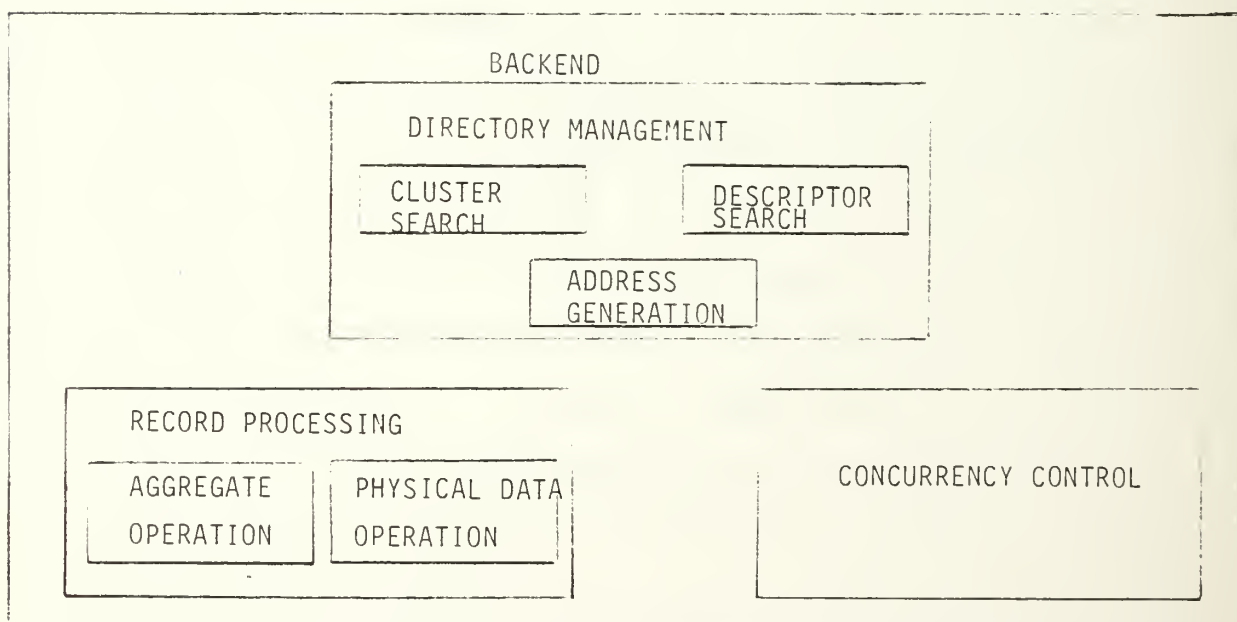 BACKEND
DIRECTORY MANAGEMENT
CLUSTER
SEARCH
DESCRIPTOR
SEARCH
ADDRESS
GENERATION
RECORD PROCESSING
AGGREGATE
OPERATION
PHYSICAL DATA
OPERATION
CONCURRENCY CONTROL